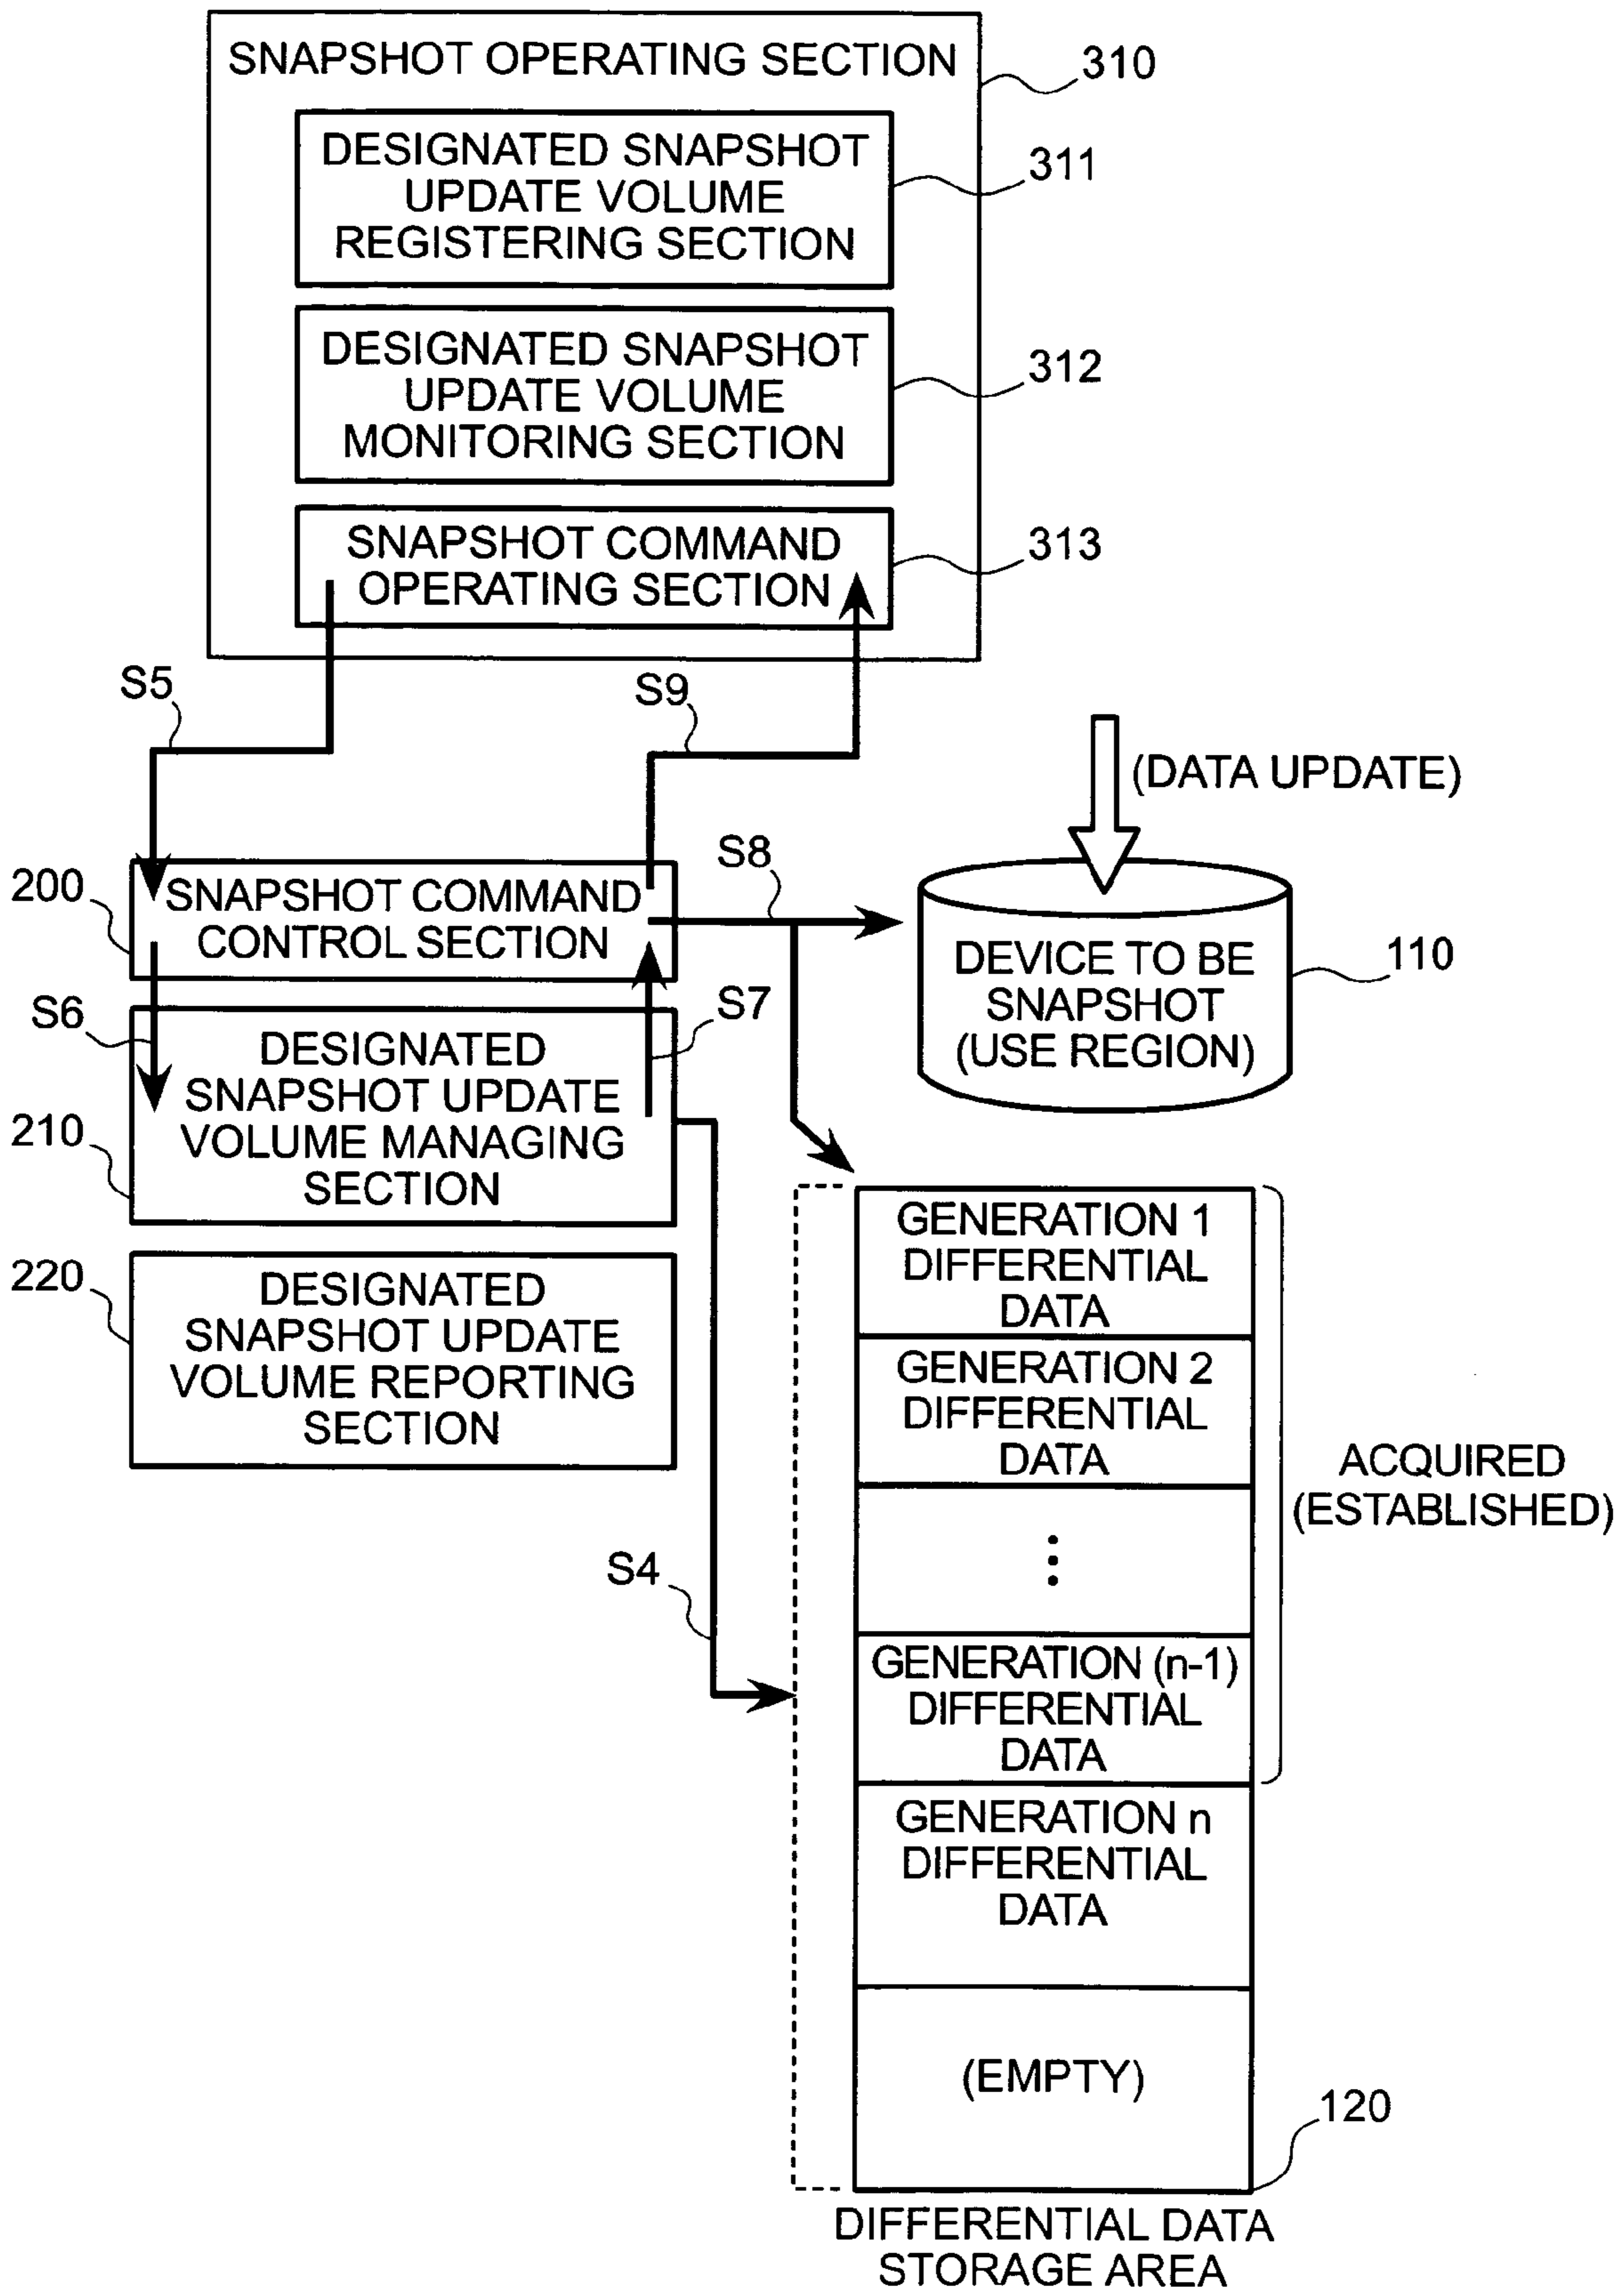 SNAPSHOT OPERATING SECTION
310
DESIGNATED SNAPSHOT
UPDATE VOLUME
REGISTERING SECTION
311
DESIGNATED SNAPSHOT
UPDATE VOLUME
MONITORING SECTION
312
SNAPSHOT COMMAND
OPERATING SECTION
313
S5
S9
(DATA UPDATE)
S8
200
SNAPSHOT COMMAND
CONTROL SECTION
DEVICE TO BE
SNAPSHOT
(USE REGION)
110
S6
S7
DESIGNATED
SNAPSHOT UPDATE
VOLUME MANAGING
SECTION
210
220
DESIGNATED
SNAPSHOT UPDATE
VOLUME REPORTING
SECTION
GENERATION 1
DIFFERENTIAL
DATA
GENERATION 2
DIFFERENTIAL
DATA
ACQUIRED
(ESTABLISHED)
S4
GENERATION (n-1)
DIFFERENTIAL
DATA
GENERATION n
DIFFERENTIAL
DATA
(EMPTY)
120
DIFFERENTIAL DATA
STORAGE AREA